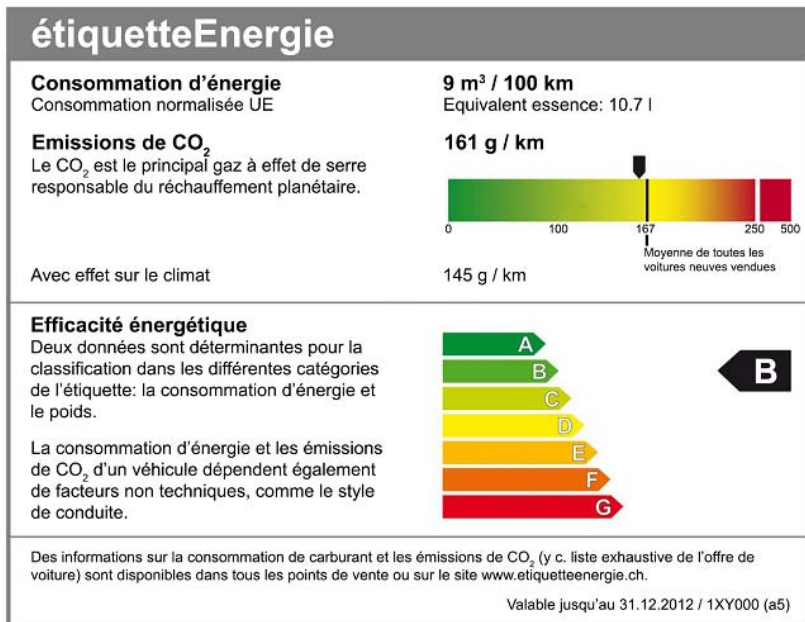 étiquetteEnergie
Consommation d'énergie
9 m³ / 100 km
Consommation normalisée UE
Equivalent essence: 10.7 l
Emissions de CO₂
161 g / km
Le CO₂ est le principal gaz à effet de serre
responsable du réchauffement planétaire.
0 100 167 250 500
Moyenne de toutes les
voitures neuves vendues
Avec effet sur le climat
145 g / km
Efficacité énergétique
Deux données sont déterminantes pour la
classification dans les différentes catégories
de l'étiquette: la consommation d'énergie et
le poids.
La consommation d'énergie et les émissions
de CO₂ d'un véhicule dépendent également
de facteurs non techniques, comme le style
de conduite.
A
B
C
D
E
F
G
B
Des informations sur la consommation de carburant et les émissions de CO₂ (y c. liste exhaustive de l'offre de
voiture) sont disponibles dans tous les points de vente ou sur le site www.etiquetteenergie.ch.
Valable jusqu'au 31.12.2012 / 1XY000 (a5)